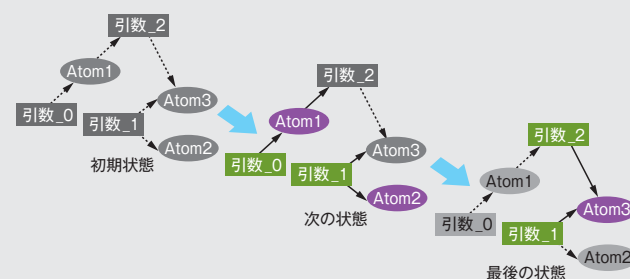 引数_2
Atom1
引数_0
引数_1
Atom3
Atom2
初期状態
引数_2
Atom1
引数_0
引数_1
Atom3
Atom2
次の状態
引数_2
Atom1
引数_0
引数_1
Atom3
Atom2
最後の状態